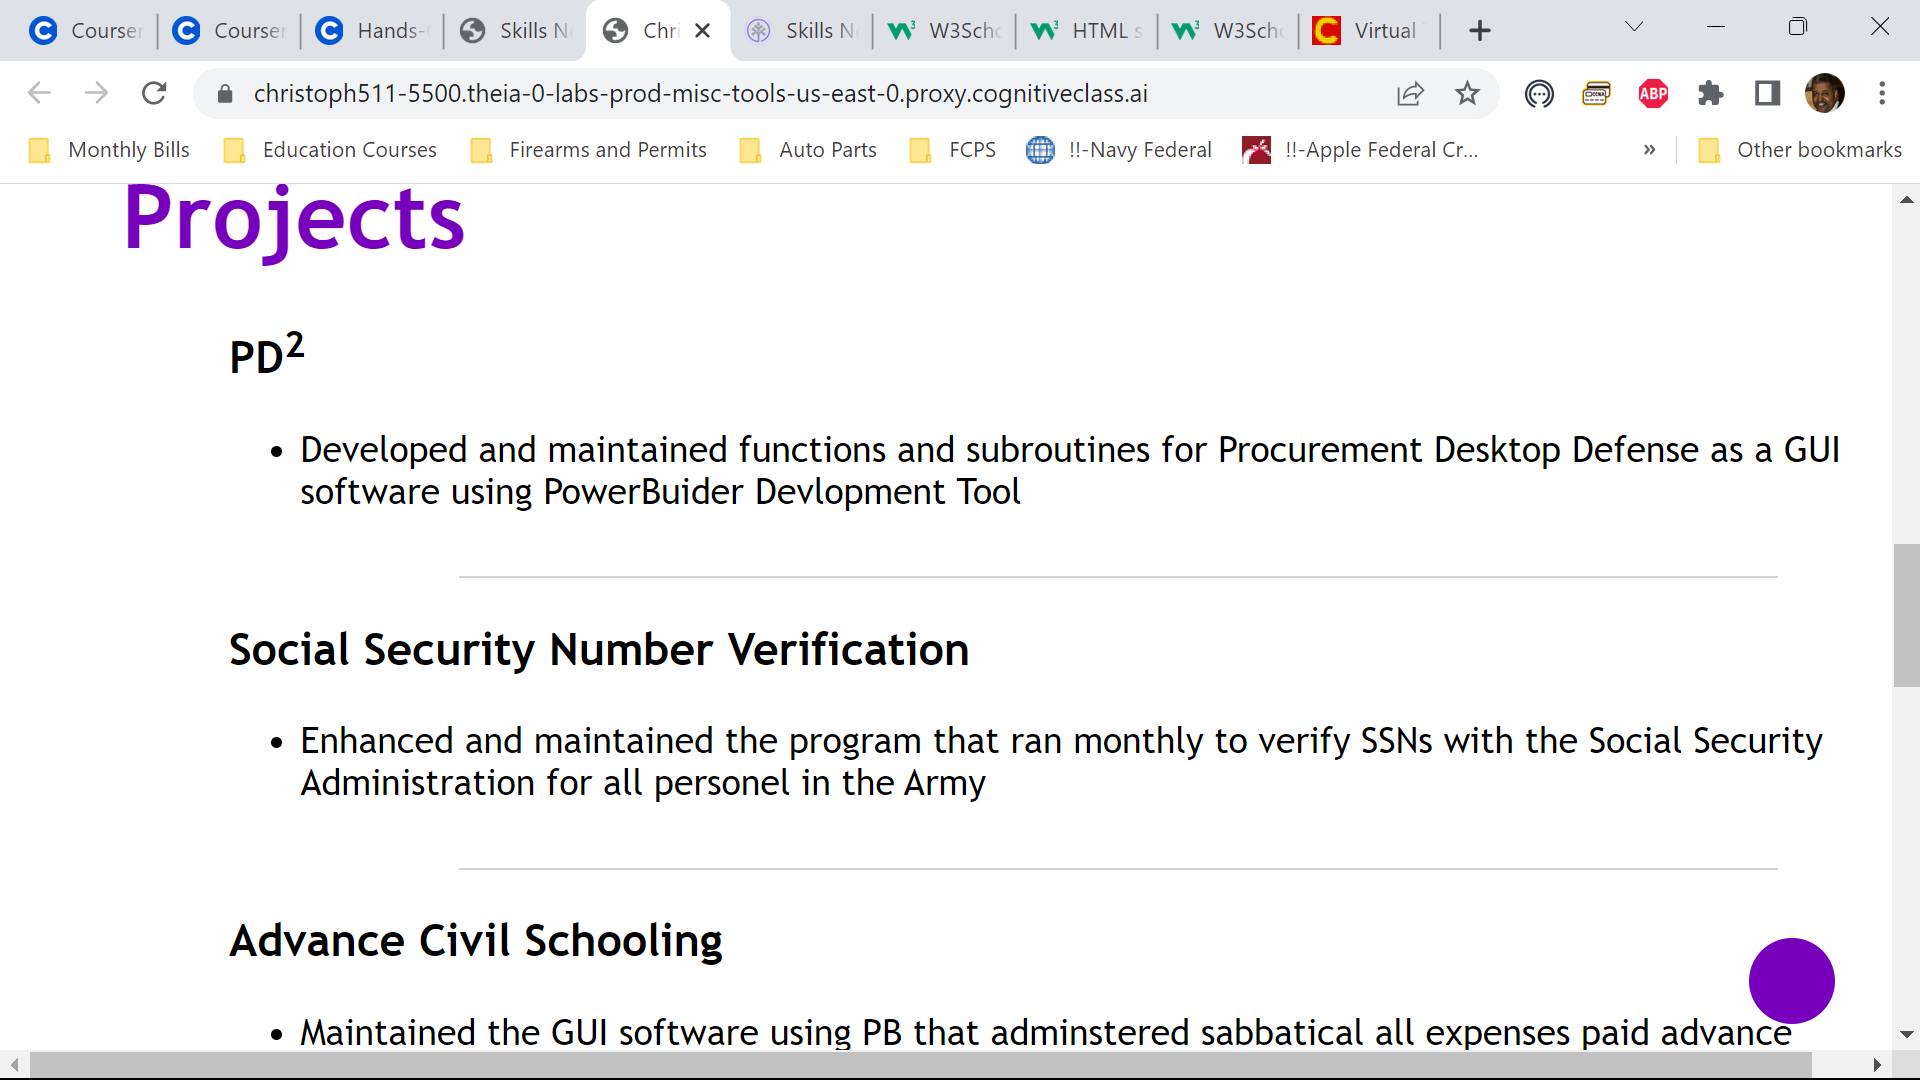 Courser Courser Hands- Skills N Chri Skills N W3Scho HTML s W3Scho Virtual
christoph511-5500.theia-0-labs-prod-misc-tools-us-east-0.proxy.cognitiveclass.ai ABP
Monthly Bills Education Courses Firearms and Permits Auto Parts FCPS !!-Navy Federal !!-Apple Federal Cr... » Other bookmarks
Projects
PD²
• Developed and maintained functions and subroutines for Procurement Desktop Defense as a GUI
software using PowerBuider Devlopment Tool
Social Security Number Verification
• Enhanced and maintained the program that ran monthly to verify SSNs with the Social Security
Administration for all personel in the Army
Advance Civil Schooling
• Maintained the GUI software using PB that adminstered sabbatical all expenses paid advance